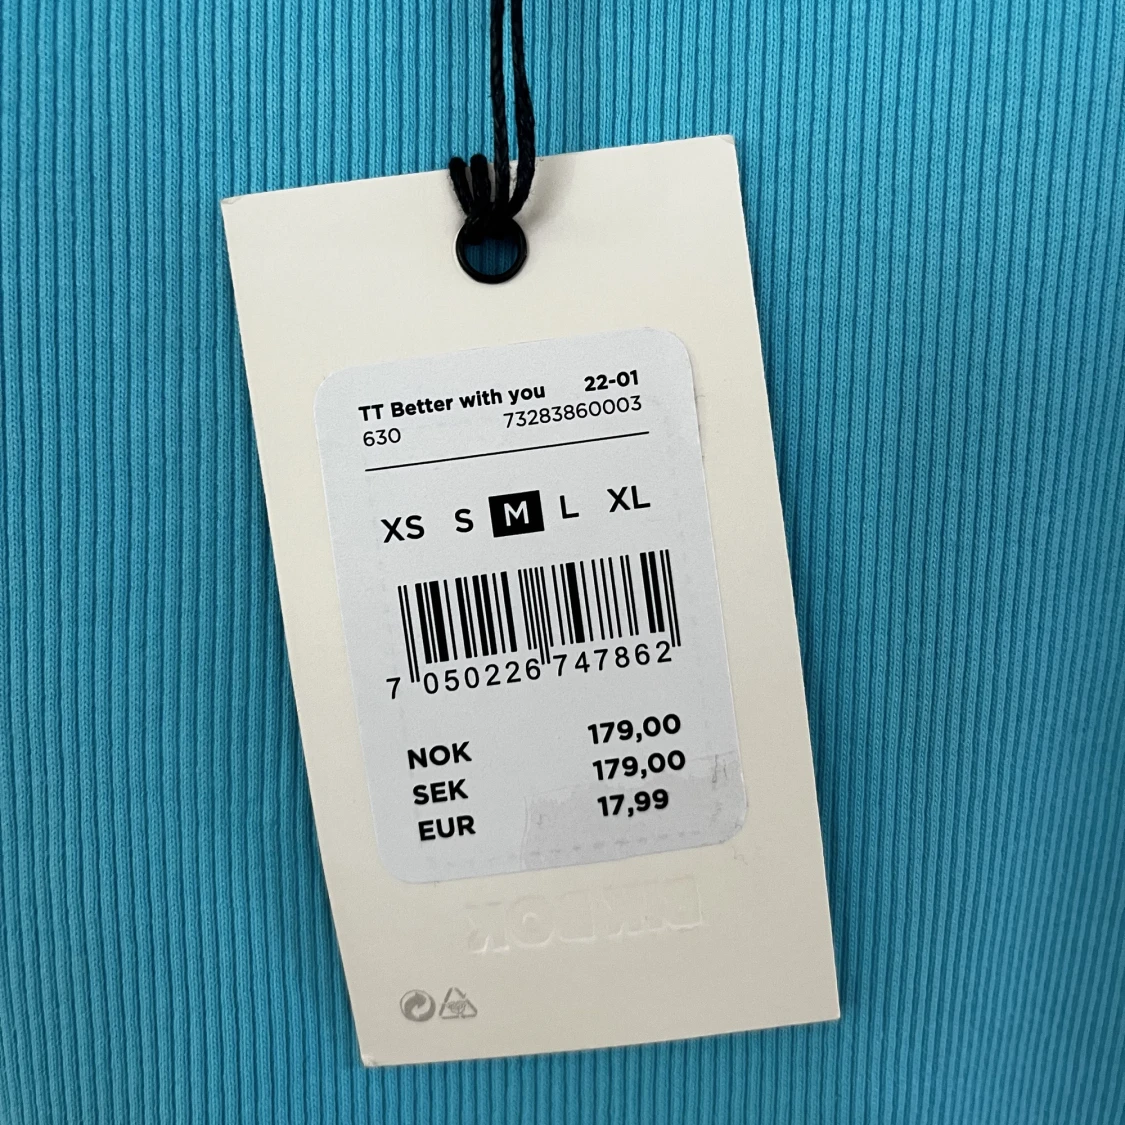 TT Better with you 22-01
630 73283860003
XS S M L XL
7 050226 747862
NOK 179,00
SEK 179,00
EUR 17,99